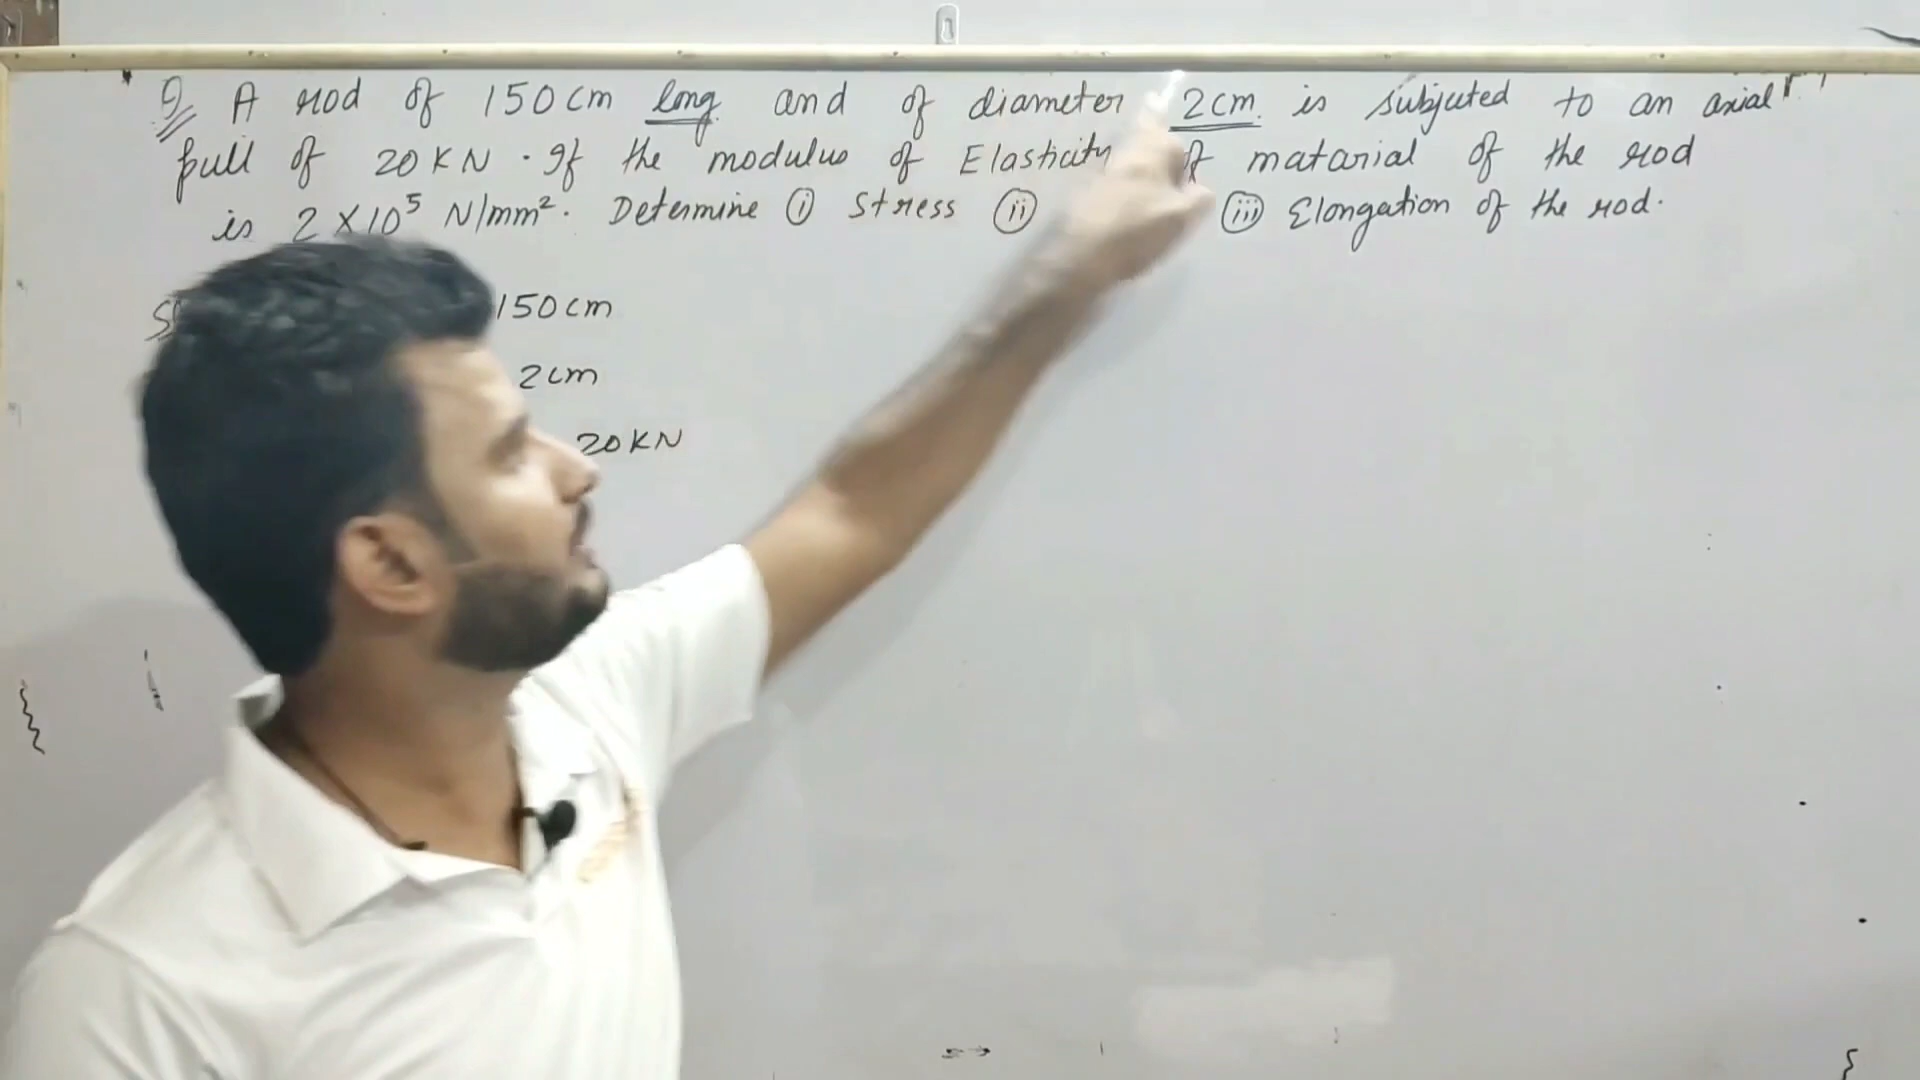 Q A rod of 150cm long and of diameter 2cm. is subjected to an axial
pull of 20KN. If the modulus of Elasticity of matarial of the rod
is 2×10⁵ N/mm². Determine (i) Stress (ii) (iii) Elongation of the rod.
150cm
2cm
20KN